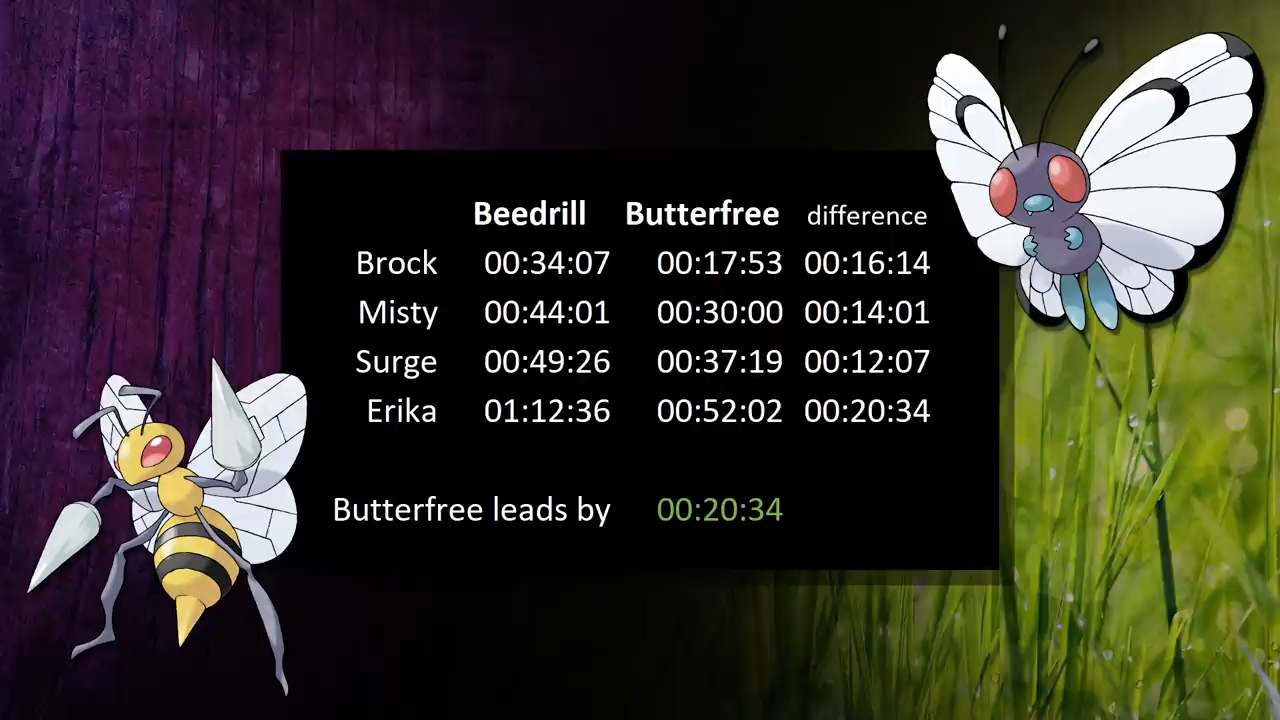 Beedrill Butterfree difference
Brock 00:34:07 00:17:53 00:16:14
Misty 00:44:01 00:30:00 00:14:01
Surge 00:49:26 00:37:19 00:12:07
Erika 01:12:36 00:52:02 00:20:34
Butterfree leads by 00:20:34